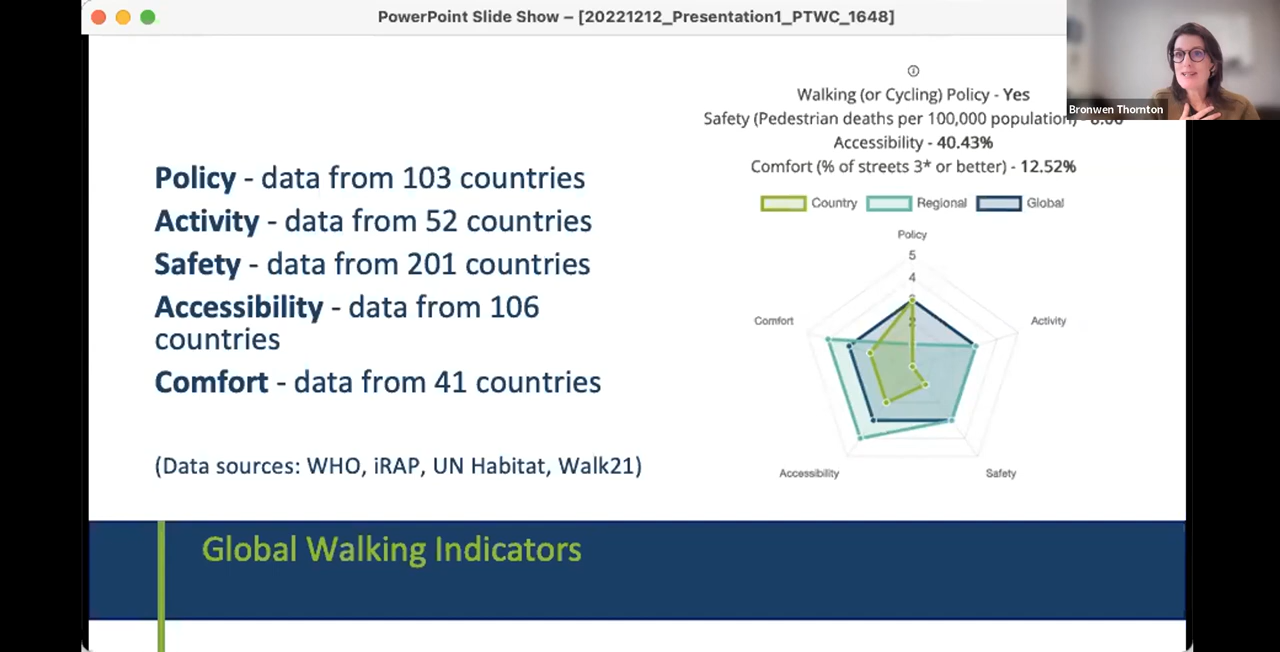 PowerPoint Slide Show – [20221212_Presentation1_PTWC_1648]
Bronwen Thornton
Policy - data from 103 countries
Activity - data from 52 countries
Safety - data from 201 countries
Accessibility - data from 106
countries
Comfort - data from 41 countries
(Data sources: WHO, iRAP, UN Habitat, Walk21)
Walking (or Cycling) Policy - Yes
Safety (Pedestrian deaths per 100,000 population) -
Accessibility - 40.43%
Comfort (% of streets 3* or better) - 12.52%
Country Regional Global
Policy
5
4
3
2
Comfort
Activity
Accessibility
Safety
Global Walking Indicators